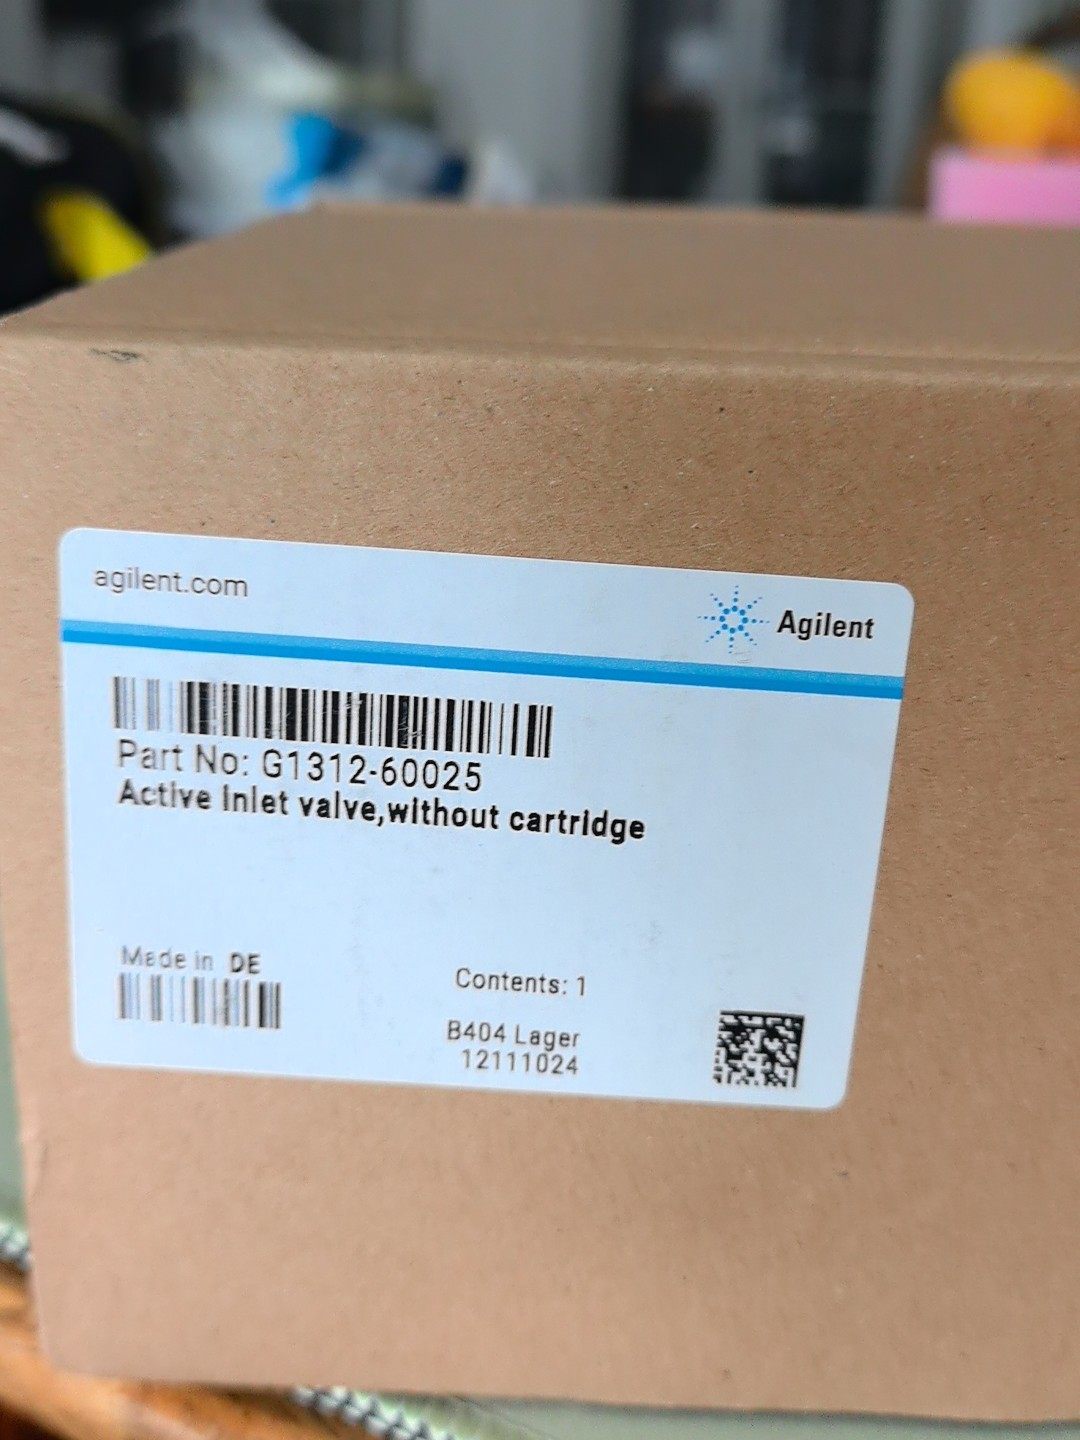 agilent.com
Agilent
Part No: G1312-60025
Active Inlet valve,without cartridge
Made in DE
Contents: 1
B404 Lager
12111024